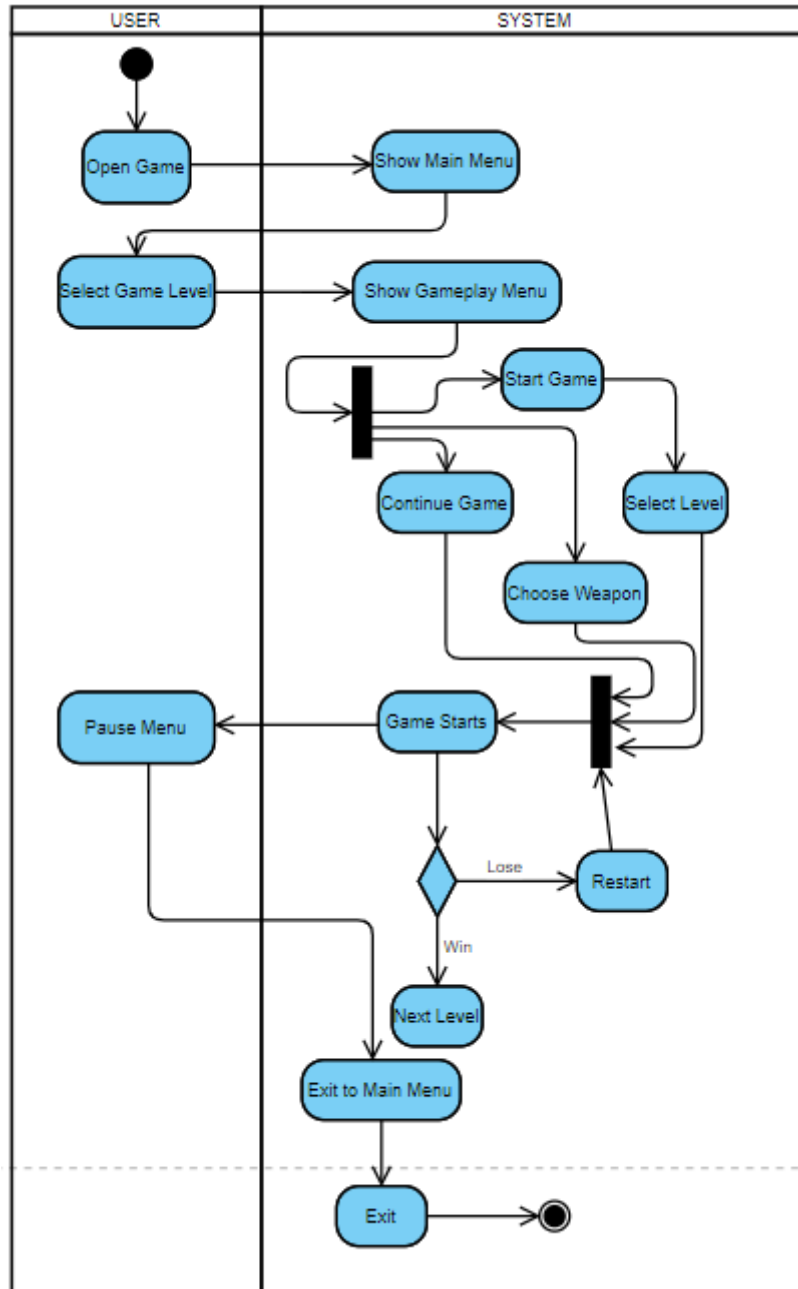 USER
SYSTEM
Open Game
Show Main Menu
Select Game Level
Show Gameplay Menu
Start Game
Continue Game
Select Level
Choose Weapon
Pause Menu
Game Starts
Lose
Restart
Win
Next Level
Exit to Main Menu
Exit